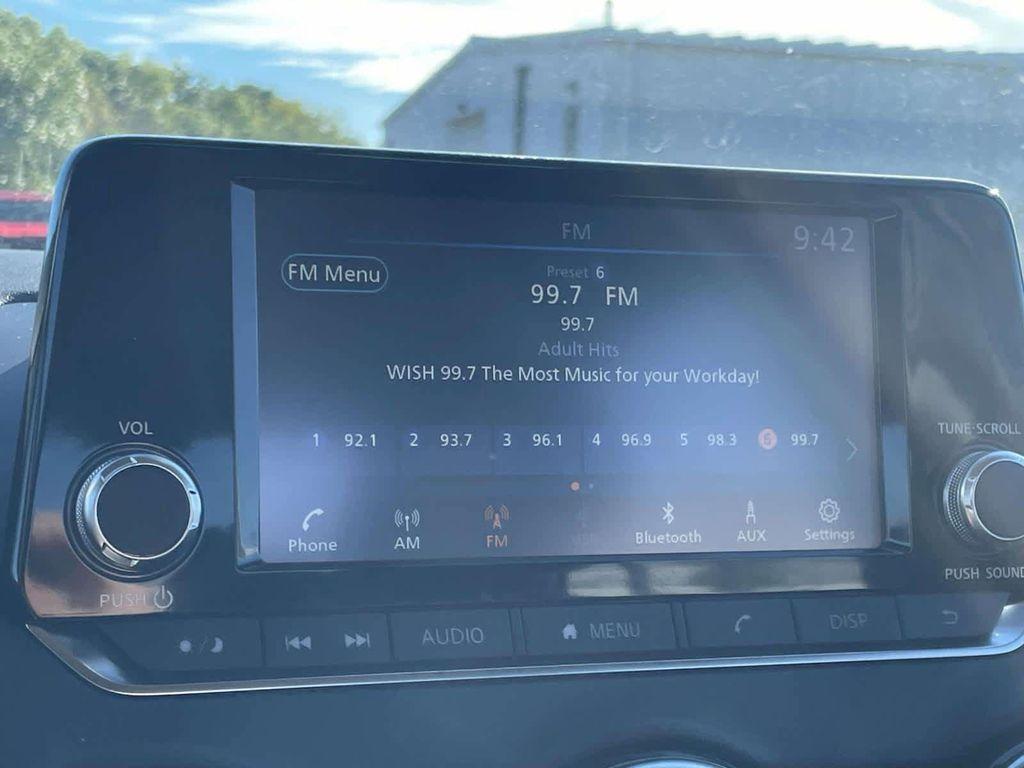 FM
9:42
FM Menu
Preset 6
99.7 FM
99.7
Adult Hits
WISH 99.7 The Most Music for your Workday!
1 92.1 2 93.7 3 96.1 4 96.9 5 98.3 6 99.7
VOL
TUNE·SCROLL
Phone AM FM Bluetooth AUX Settings
PUSH
PUSH SOUND
AUDIO MENU DISP